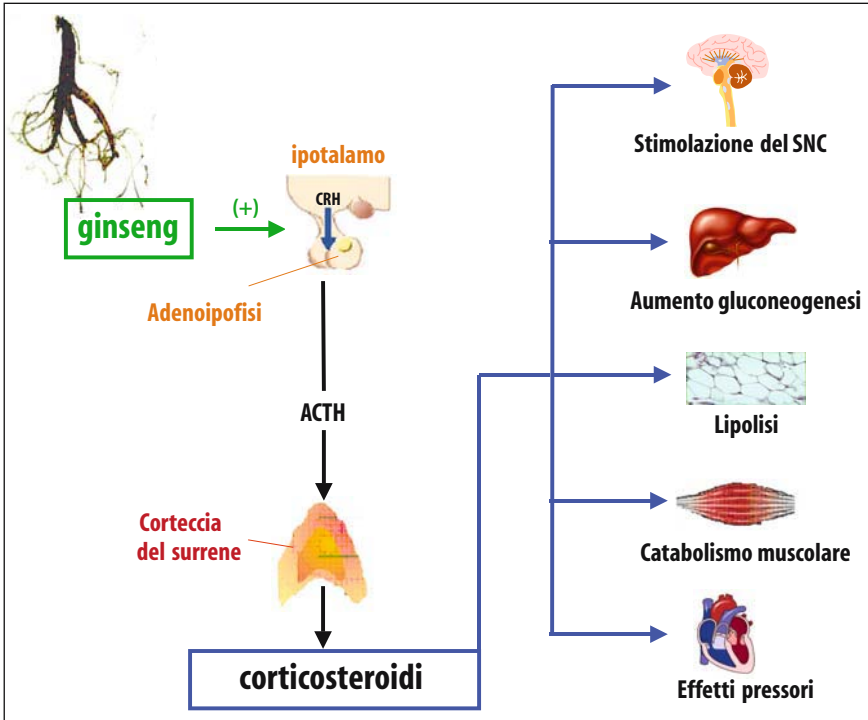 ginseng
(+)
ipotalamo
CRH
Adenoipofisi
ACTH
Corteccia
del surrene
corticosteroidi
Stimolazione del SNC
Aumento gluconeogenesi
Lipolisi
Catabolismo muscolare
Effetti pressori